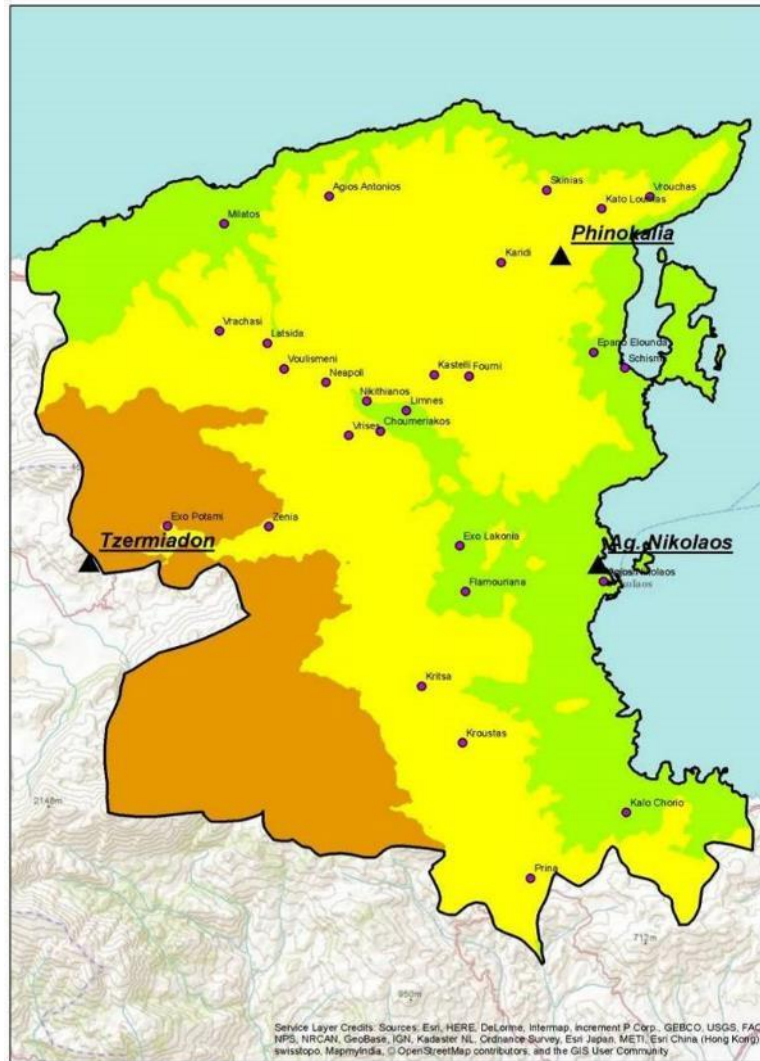 Skinias
Agios Antonios
Vrouchas
Kato Loumas
Milatos
Phinokalia
Karidi
Vrachasi
Latsida
Epano Elounda
Schisma
Voulismeni
Kastelli
Fourni
Neapoli
Nikithianos
Limnes
Choumeriakos
Vrises
Exo Potami
Zenia
Tzermiadon
Exo Lakonia
Ag. Nikolaos
Agios Nikolaos
Flamouriana
Kritsa
Kroustas
2148m
Kalo Chorio
Prina
712m
950m
Service Layer Credits: Sources: Esri, HERE, DeLorme, Intermap, increment P Corp., GEBCO, USGS, FAO
NPS, NRCAN, GeoBase, IGN, Kadaster NL, Ordnance Survey, Esri Japan, METI, Esri China (Hong Kong)
swisstopo, MapmyIndia, © OpenStreetMap contributors, and the GIS User Community